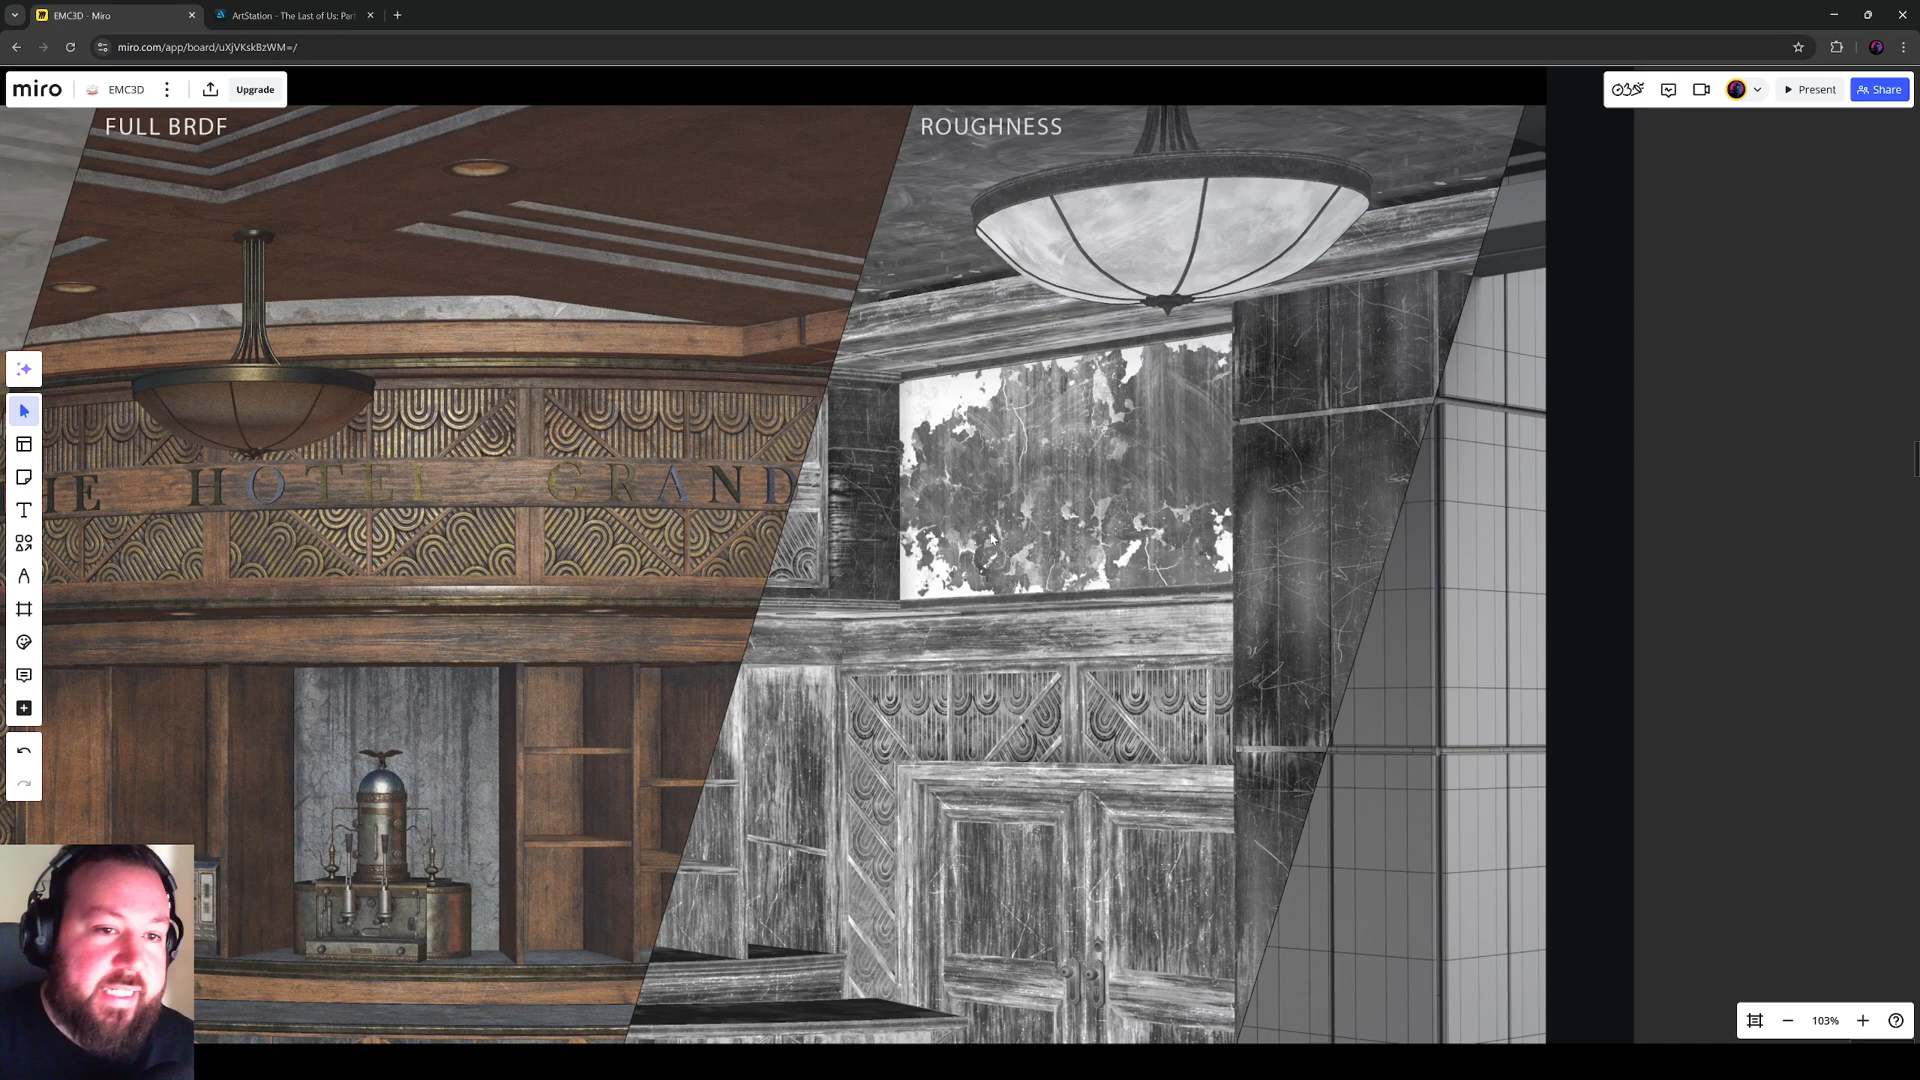 EMC3D - Miro
ArtStation - The Last of Us: Part
miro.com/app/board/uXjVKskBzWM=/
miro
EMC3D
Upgrade
Present
Share
FULL BRDF
ROUGHNESS
THE HOTEL GRAND
103%